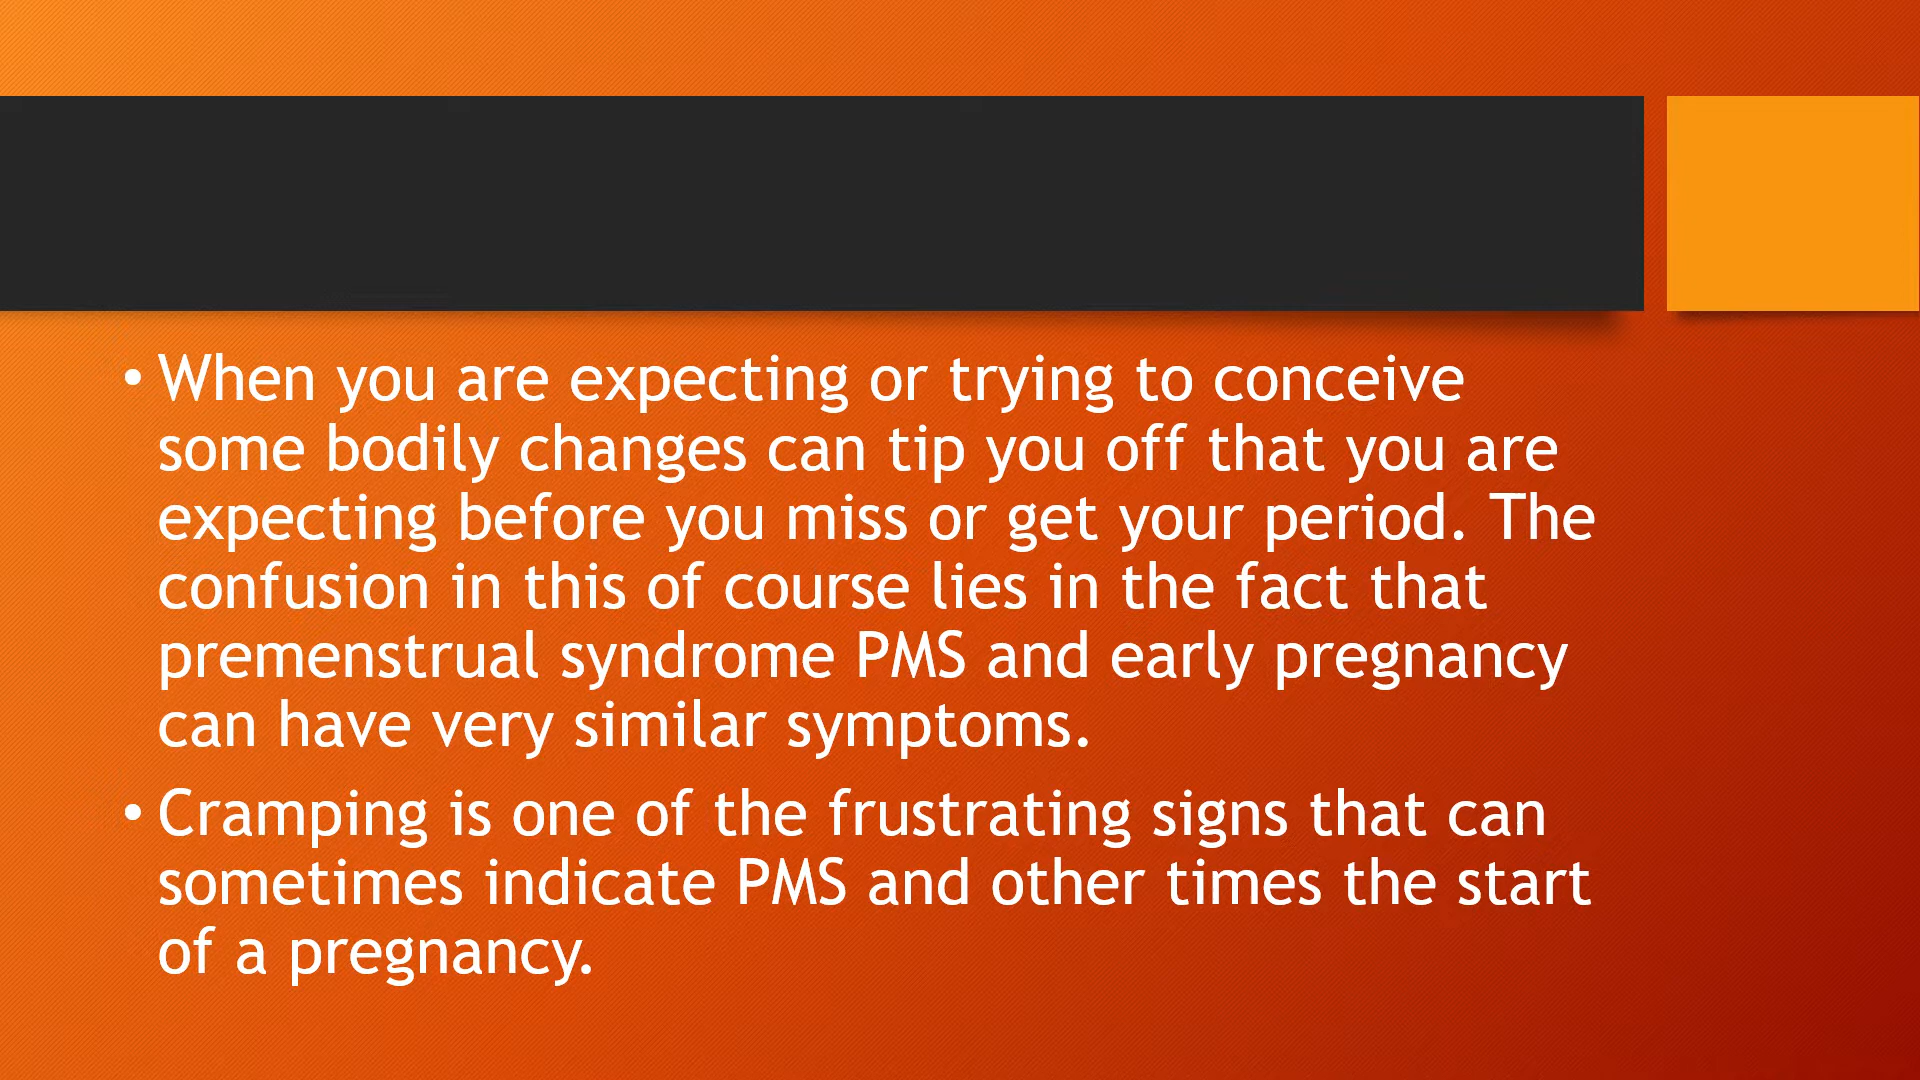 • When you are expecting or trying to conceive
some bodily changes can tip you off that you are
expecting before you miss or get your period. The
confusion in this of course lies in the fact that
premenstrual syndrome PMS and early pregnancy
can have very similar symptoms.
• Cramping is one of the frustrating signs that can
sometimes indicate PMS and other times the start
of a pregnancy.